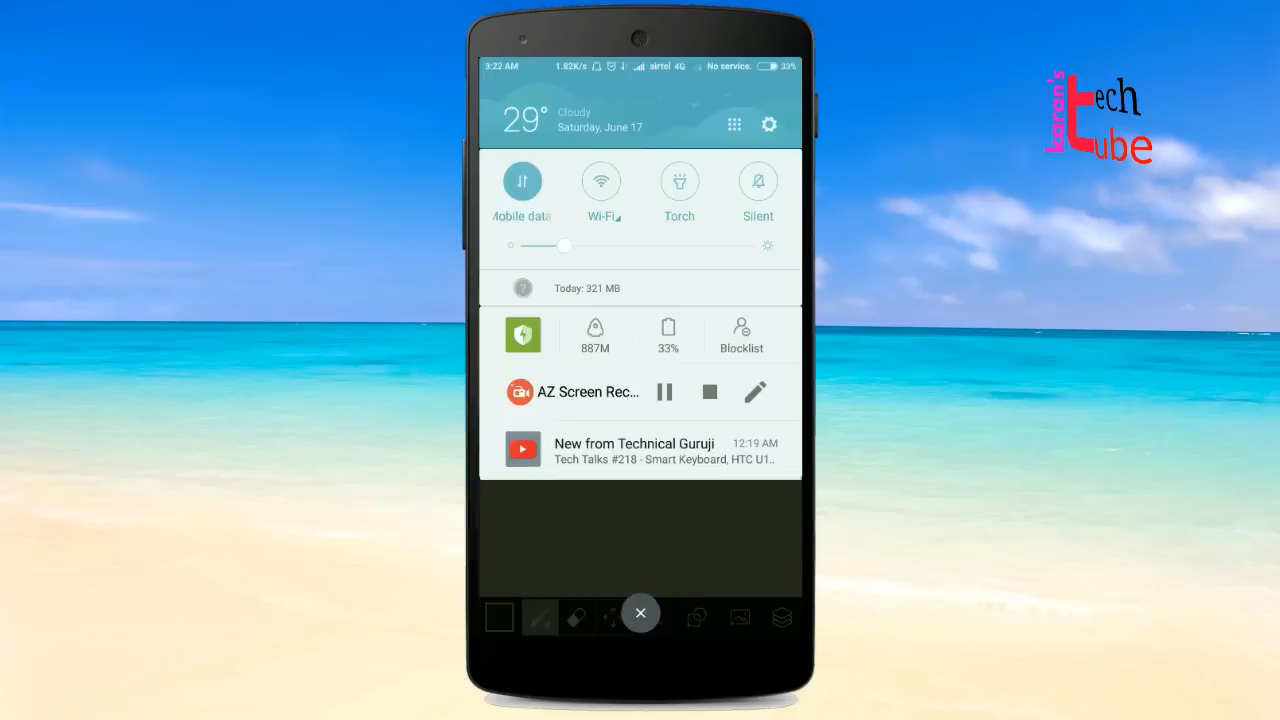 3:22 AM 1.82K/s airtel 4G No service. 33%
29° Cloudy
Saturday, June 17
Mobile data Wi-Fi Torch Silent
? Today: 321 MB
887M 33% Blocklist
AZ Screen Rec...
New from Technical Guruji 12:19 AM
Tech Talks #218 - Smart Keyboard, HTC U1..
karan's tech tube